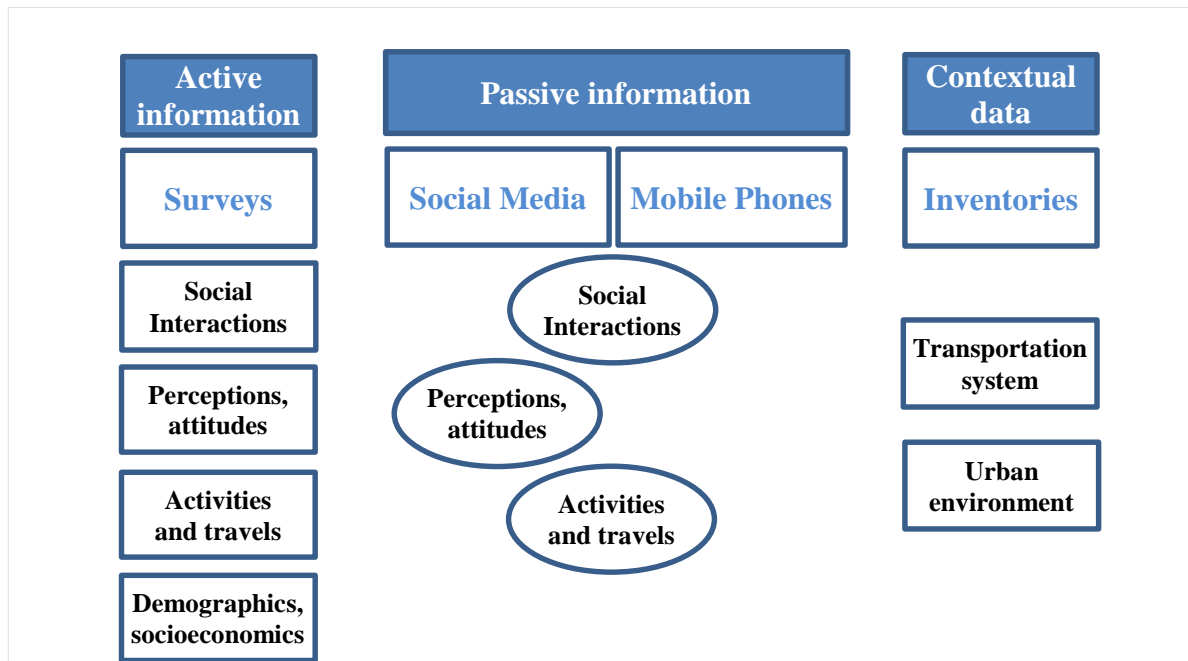 Active
information
Passive information
Contextual
data
Surveys
Social Media
Mobile Phones
Inventories
Social
Interactions
Perceptions,
attitudes
Activities
and travels
Demographics,
socioeconomics
Social
Interactions
Perceptions,
attitudes
Activities
and travels
Transportation
system
Urban
environment